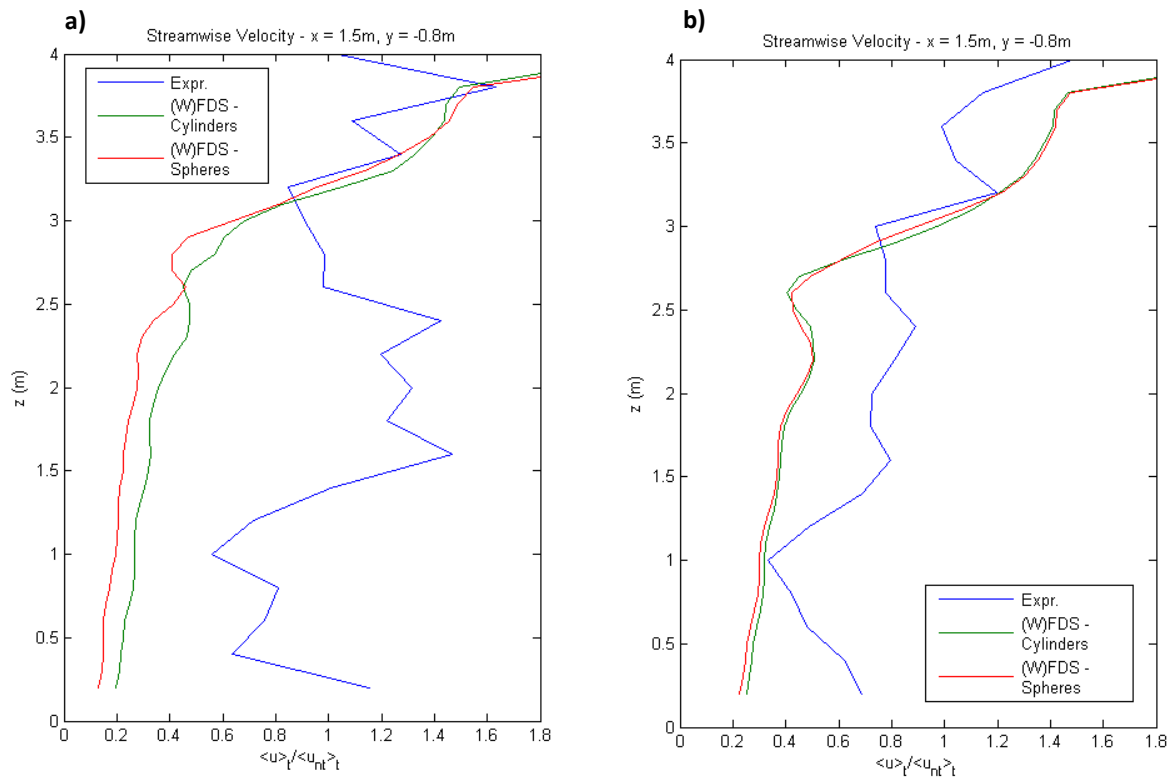 a)
Streamwise Velocity - x = 1.5m, y = -0.8m
4
3.5
3
2.5
2
1.5
1
0.5
0
z (m)
Expr.
(W)FDS -
Cylinders
(W)FDS -
Spheres
0 0.2 0.4 0.6 0.8 1 1.2 1.4 1.6 1.8
<u>t/<unt>t
b)
Streamwise Velocity - x = 1.5m, y = -0.8m
4
3.5
3
2.5
2
1.5
1
0.5
0
z (m)
Expr.
(W)FDS -
Cylinders
(W)FDS -
Spheres
0 0.2 0.4 0.6 0.8 1 1.2 1.4 1.6 1.8
<u>t/<unt>t